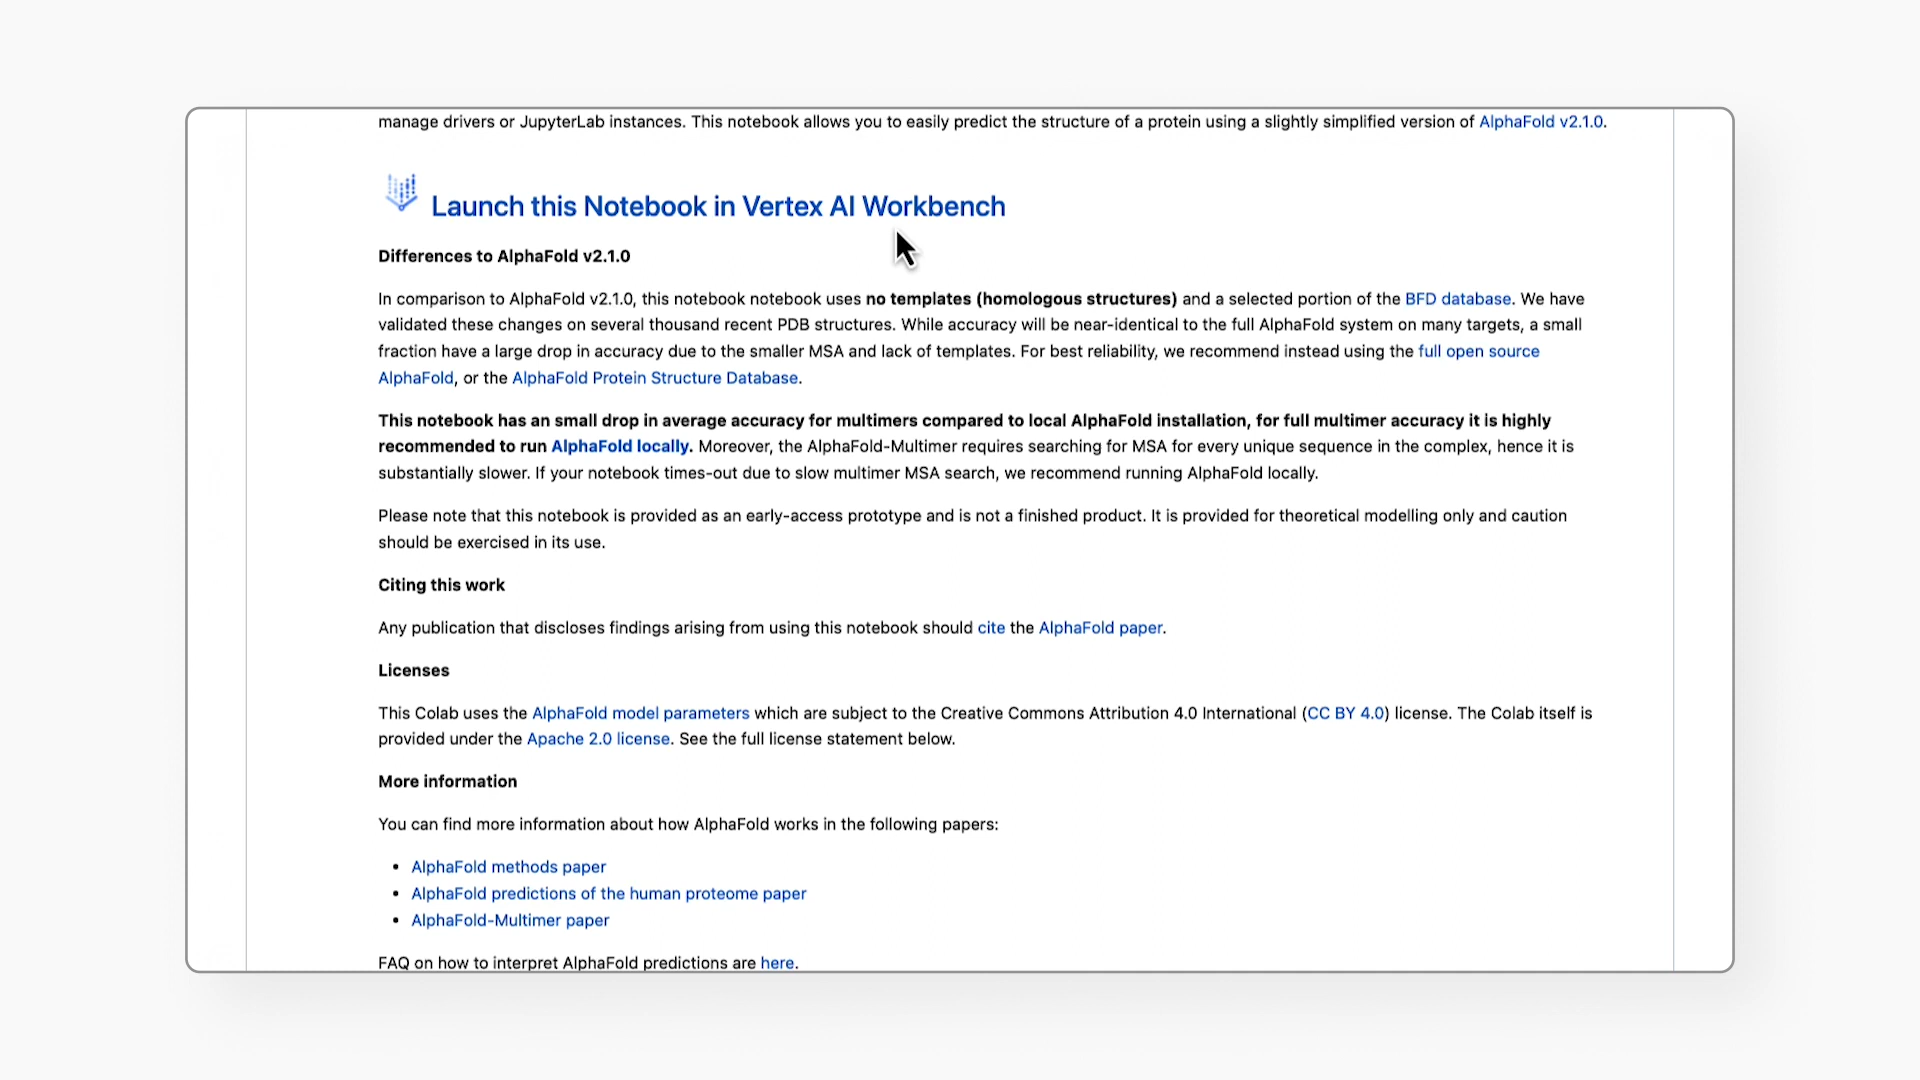 manage drivers or JupyterLab instances. This notebook allows you to easily predict the structure of a protein using a slightly simplified version of AlphaFold v2.1.0.
Launch this Notebook in Vertex AI Workbench
Differences to AlphaFold v2.1.0
In comparison to AlphaFold v2.1.0, this notebook notebook uses no templates (homologous structures) and a selected portion of the BFD database. We have
validated these changes on several thousand recent PDB structures. While accuracy will be near-identical to the full AlphaFold system on many targets, a small
fraction have a large drop in accuracy due to the smaller MSA and lack of templates. For best reliability, we recommend instead using the full open source
AlphaFold, or the AlphaFold Protein Structure Database.
This notebook has an small drop in average accuracy for multimers compared to local AlphaFold installation, for full multimer accuracy it is highly
recommended to run AlphaFold locally. Moreover, the AlphaFold-Multimer requires searching for MSA for every unique sequence in the complex, hence it is
substantially slower. If your notebook times-out due to slow multimer MSA search, we recommend running AlphaFold locally.
Please note that this notebook is provided as an early-access prototype and is not a finished product. It is provided for theoretical modelling only and caution
should be exercised in its use.
Citing this work
Any publication that discloses findings arising from using this notebook should cite the AlphaFold paper.
Licenses
This Colab uses the AlphaFold model parameters which are subject to the Creative Commons Attribution 4.0 International (CC BY 4.0) license. The Colab itself is
provided under the Apache 2.0 license. See the full license statement below.
More information
You can find more information about how AlphaFold works in the following papers:
• AlphaFold methods paper
• AlphaFold predictions of the human proteome paper
• AlphaFold-Multimer paper
FAQ on how to interpret AlphaFold predictions are here.